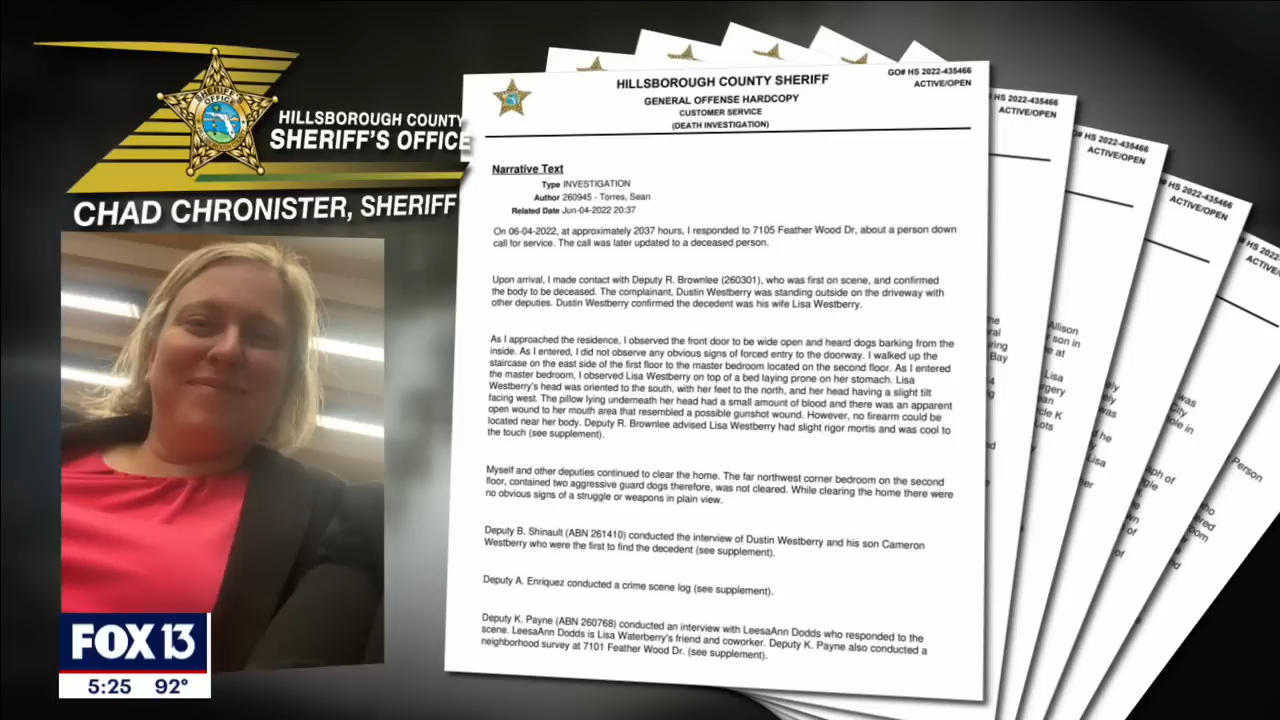 SHERIFF'S
OFFICE
HILLSBOROUGH COUNTY
SHERIFF'S OFFICE
CHAD CHRONISTER, SHERIFF
FOX 13
5:25 92°
HILLSBOROUGH COUNTY SHERIFF
GENERAL OFFENSE HARDCOPY
CUSTOMER SERVICE
(DEATH INVESTIGATION)
GO# HS 2022-435466
ACTIVE/OPEN
Narrative Text
Type INVESTIGATION
Author 260945 - Torres, Sean
Related Date Jun-04-2022 20:37
On 06-04-2022, at approximately 2037 hours, I responded to 7105 Feather Wood Dr, about a person down
call for service. The call was later updated to a deceased person.
Upon arrival, I made contact with Deputy R. Brownlee (260301), who was first on scene, and confirmed
the body to be deceased. The complainant, Dustin Westberry was standing outside on the driveway with
other deputies. Dustin Westberry confirmed the decedent was his wife Lisa Westberry.
As I approached the residence, I observed the front door to be wide open and heard dogs barking from the
inside. As I entered, I did not observe any obvious signs of forced entry to the doorway. I walked up the
staircase on the east side of the first floor to the master bedroom located on the second floor. As I entered
the master bedroom, I observed Lisa Westberry on top of a bed laying prone on her stomach. Lisa
Westberry's head was oriented to the south, with her feet to the north, and her head having a slight tilt
facing west. The pillow lying underneath her head had a small amount of blood and there was an apparent
open wound to her mouth area that resembled a possible gunshot wound. However, no firearm could be
located near her body. Deputy R. Brownlee advised Lisa Westberry had slight rigor mortis and was cool to
the touch (see supplement).
Myself and other deputies continued to clear the home. The far northwest corner bedroom on the second
floor, contained two aggressive guard dogs therefore, was not cleared. While clearing the home there were
no obvious signs of a struggle or weapons in plain view.
Deputy B. Shinault (ABN 261410) conducted the interview of Dustin Westberry and his son Cameron
Westberry who were the first to find the decedent (see supplement).
Deputy A. Enriquez conducted a crime scene log (see supplement).
Deputy K. Payne (ABN 260768) conducted an interview with LeesaAnn Dodds who responded to the
scene. LeesaAnn Dodds is Lisa Waterberry's friend and coworker. Deputy K. Payne also conducted a
neighborhood survey at 7101 Feather Wood Dr. (see supplement).
HS 2022-435466
ACTIVE/OPEN
HS 2022-435466
ACTIVE/OPEN
HS 2022-435466
ACTIVE/OPEN
HS 2022-435466
Allison
son in
at
Lisa
Bay
Lots
Lisa
Person